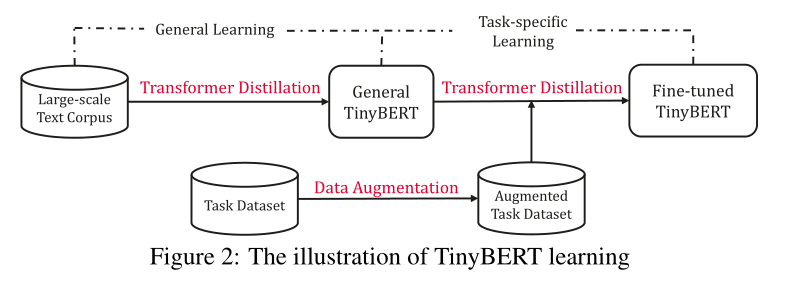 General Learning
Task-specific
Learning
Large-scale
Text Corpus
Transformer Distillation
General
TinyBERT
Transformer Distillation
Fine-tuned
TinyBERT
Task Dataset
Data Augmentation
Augmented
Task Dataset
Figure 2: The illustration of TinyBERT learning